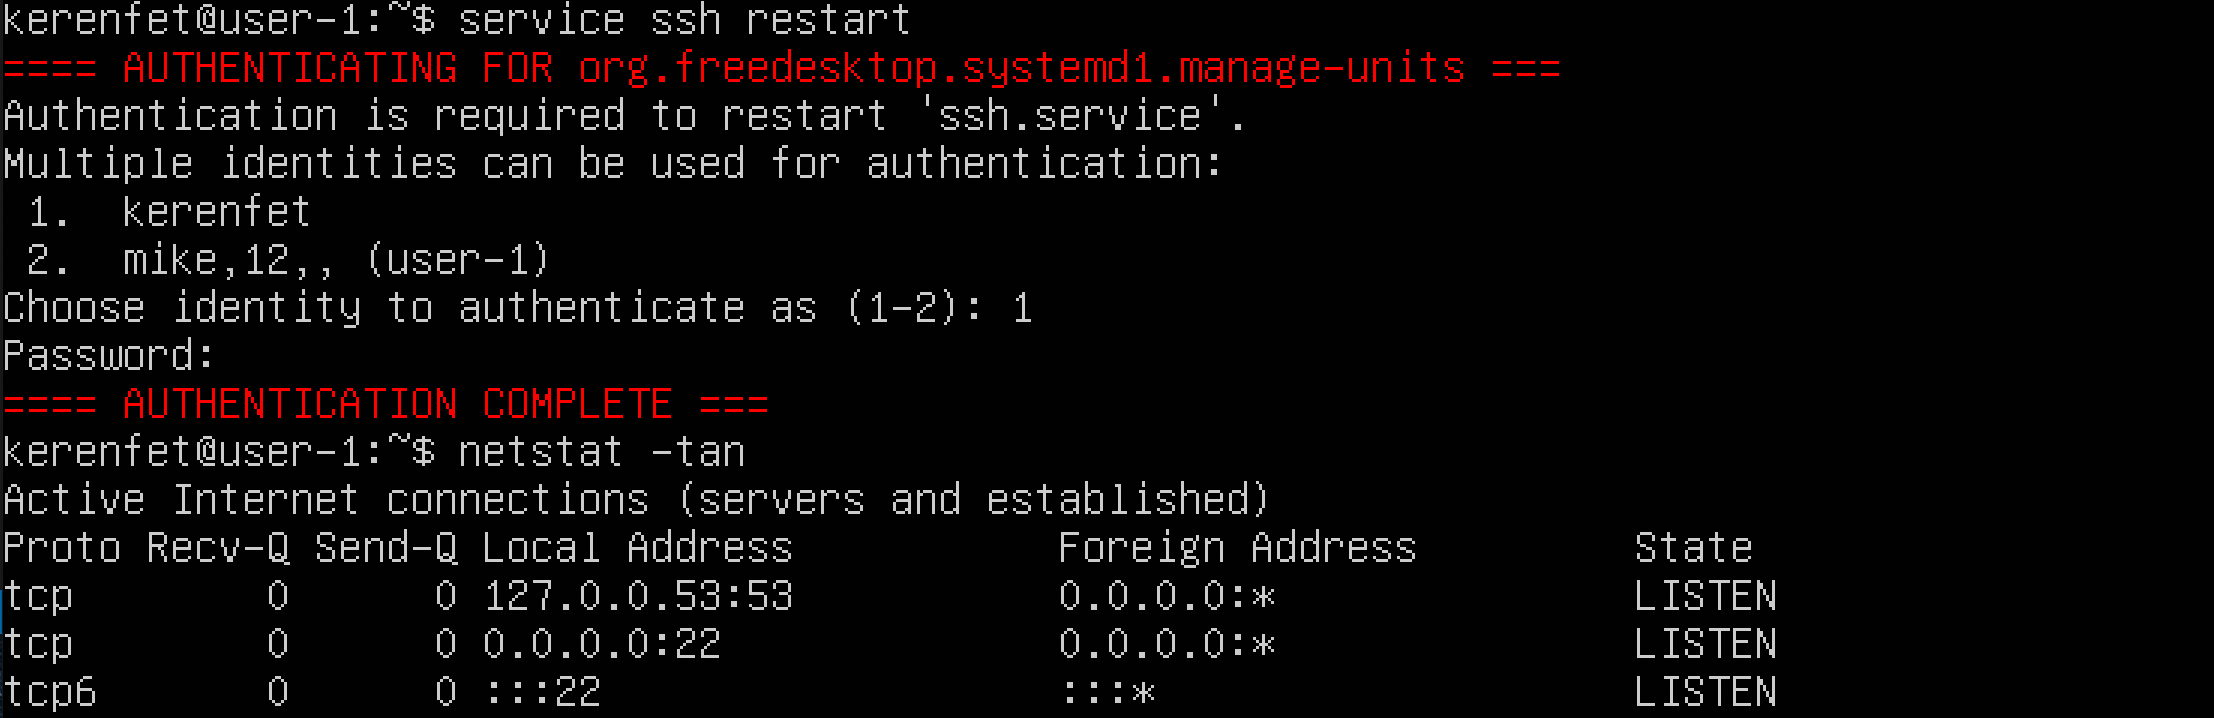 kerenfet@user-1:~$ service ssh restart
==== AUTHENTICATING FOR org.freedesktop.systemd1.manage-units ===
Authentication is required to restart 'ssh.service'.
Multiple identities can be used for authentication:
 1.  kerenfet
 2.  mike,12,, (user-1)
Choose identity to authenticate as (1-2): 1
Password:
==== AUTHENTICATION COMPLETE ===
kerenfet@user-1:~$ netstat -tan
Active Internet connections (servers and established)
Proto Recv-Q Send-Q Local Address           Foreign Address         State
tcp        0      0 127.0.0.53:53           0.0.0.0:*               LISTEN
tcp        0      0 0.0.0.0:22              0.0.0.0:*               LISTEN
tcp6       0      0 :::22                   :::*                    LISTEN